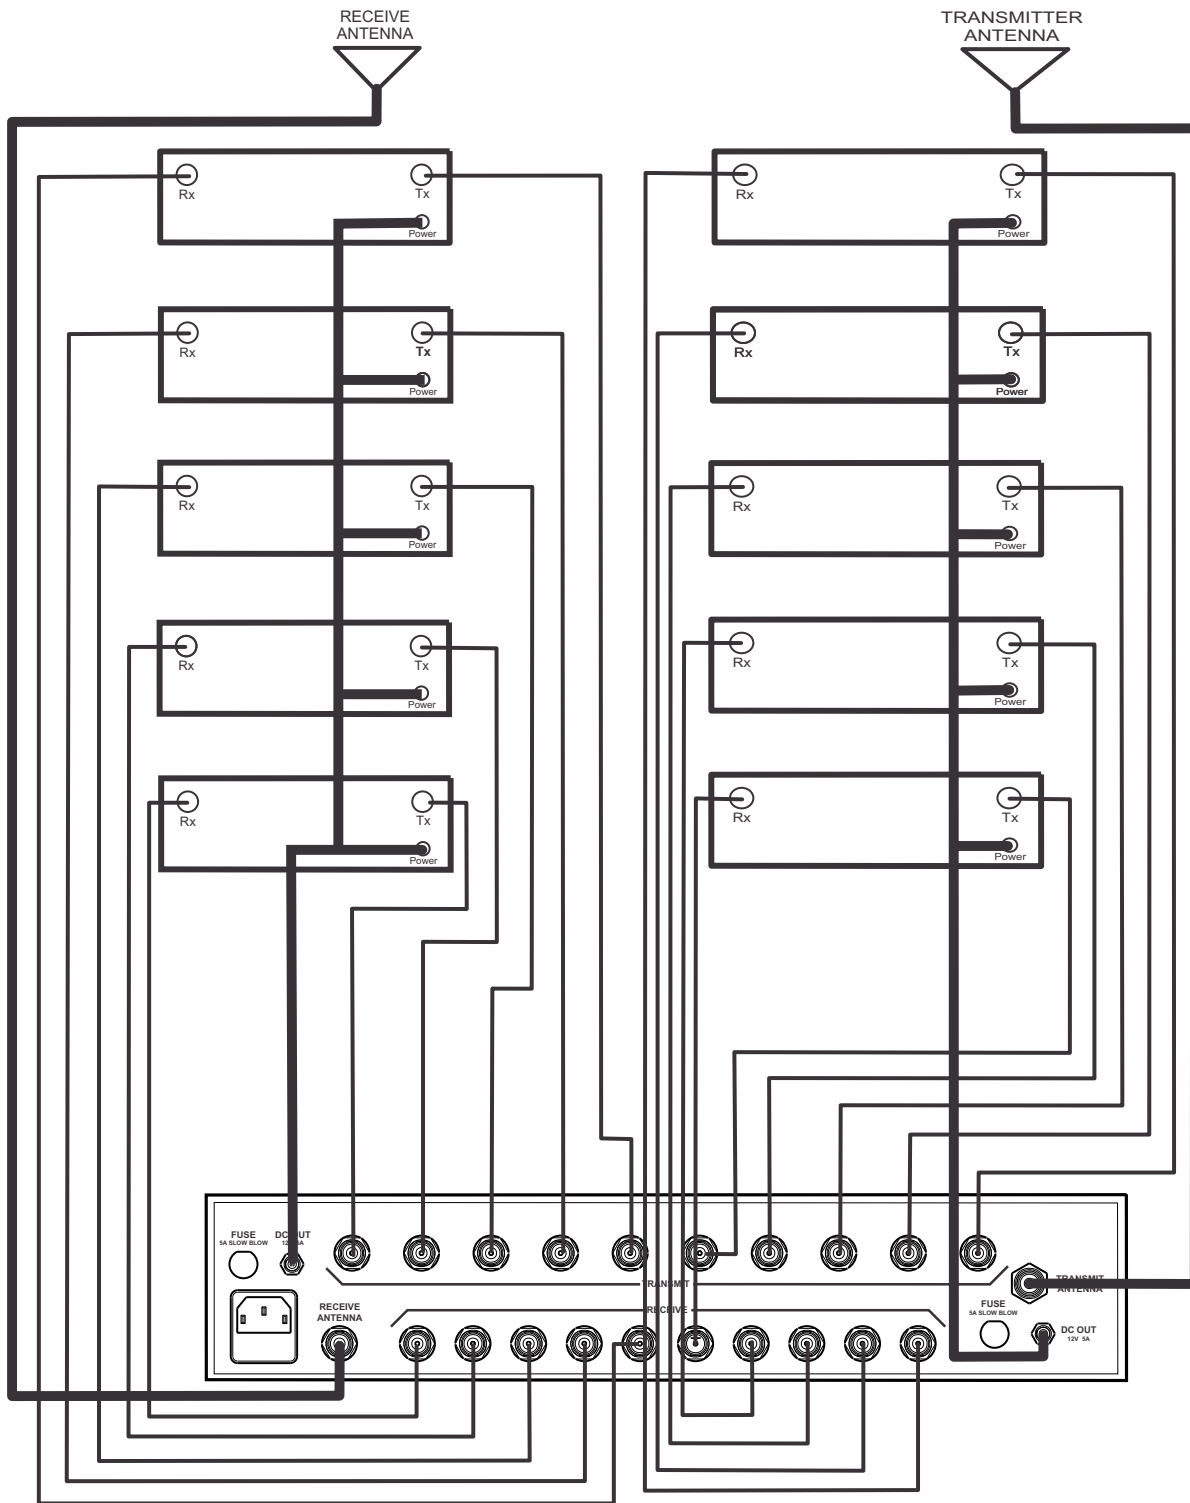 RECEIVE
ANTENNA
TRANSMITTER
ANTENNA
Rx
Tx
Power
Rx
Tx
Power
Rx
Tx
Power
Rx
Tx
Power
Rx
Tx
Power
Rx
Tx
Power
Rx
Tx
Power
Rx
Tx
Power
Rx
Tx
Power
Rx
Tx
Power
FUSE
5A SLOW BLOW
DC OUT
12V 5A
TRANSMIT
TRANSMIT
ANTENNA
RECEIVE
ANTENNA
RECEIVE
FUSE
5A SLOW BLOW
DC OUT
12V 5A